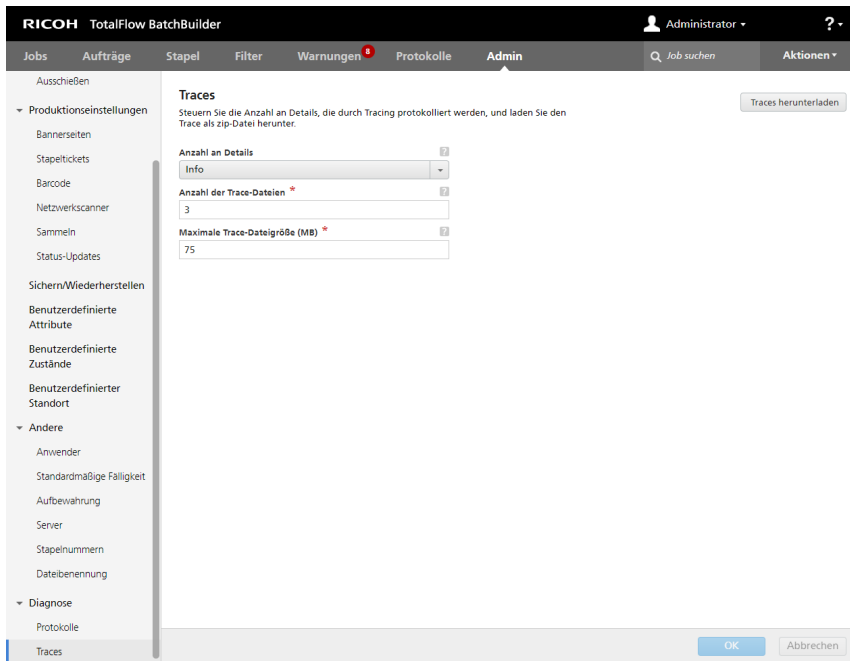 RICOH TotalFlow BatchBuilder
Administrator
?
Jobs Aufträge Stapel Filter Warnungen 8 Protokolle Admin
Job suchen
Aktionen
Ausschießen
Produktionseinstellungen
Bannerseiten
Stapeltickets
Barcode
Netzwerkscanner
Sammeln
Status-Updates
Sichern/Wiederherstellen
Benutzerdefinierte
Attribute
Benutzerdefinierte
Zustände
Benutzerdefinierter
Standort
Andere
Anwender
Standardmäßige Fälligkeit
Aufbewahrung
Server
Stapelnummern
Dateibenennung
Diagnose
Protokolle
Traces
Traces
Steuern Sie die Anzahl an Details, die durch Tracing protokolliert werden, und laden Sie den
Trace als zip-Datei herunter.
Traces herunterladen
Anzahl an Details ?
Info
Anzahl der Trace-Dateien * ?
3
Maximale Trace-Dateigröße (MB) * ?
75
OK Abbrechen